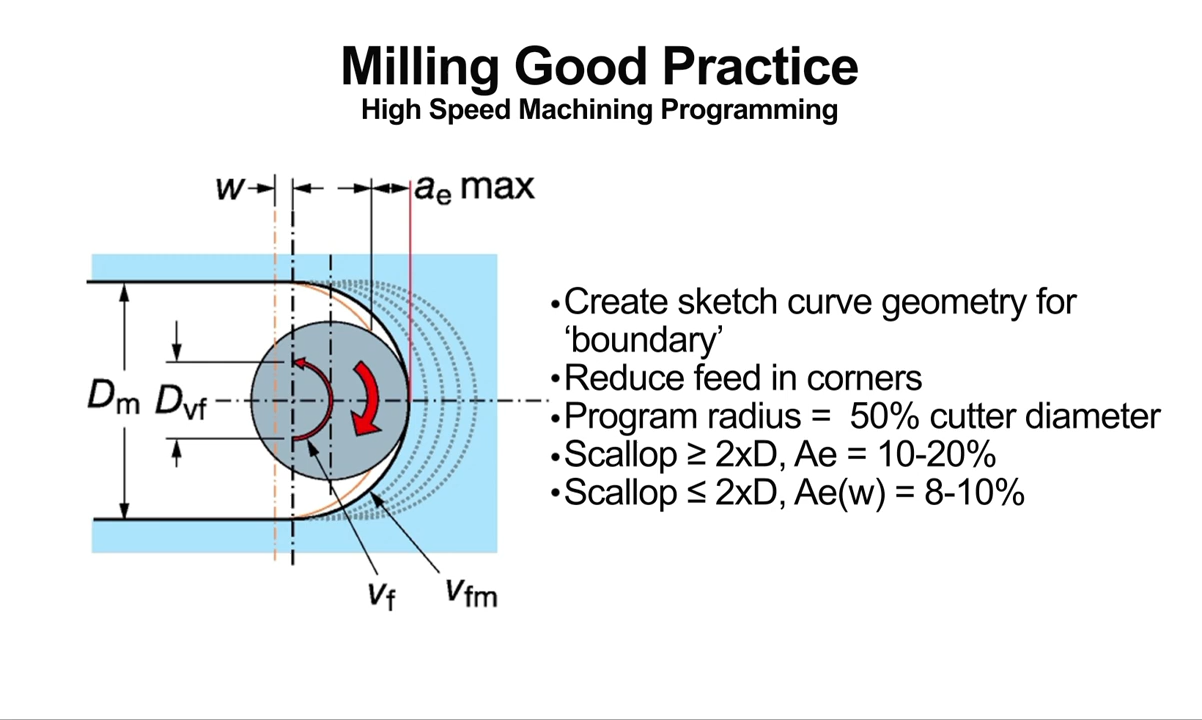 Milling Good Practice
High Speed Machining Programming
w
ae max
Dm
Dvf
vf
vfm
•Create sketch curve geometry for
‘boundary’
•Reduce feed in corners
•Program radius = 50% cutter diameter
•Scallop ≥ 2xD, Ae = 10-20%
•Scallop ≤ 2xD, Ae(w) = 8-10%